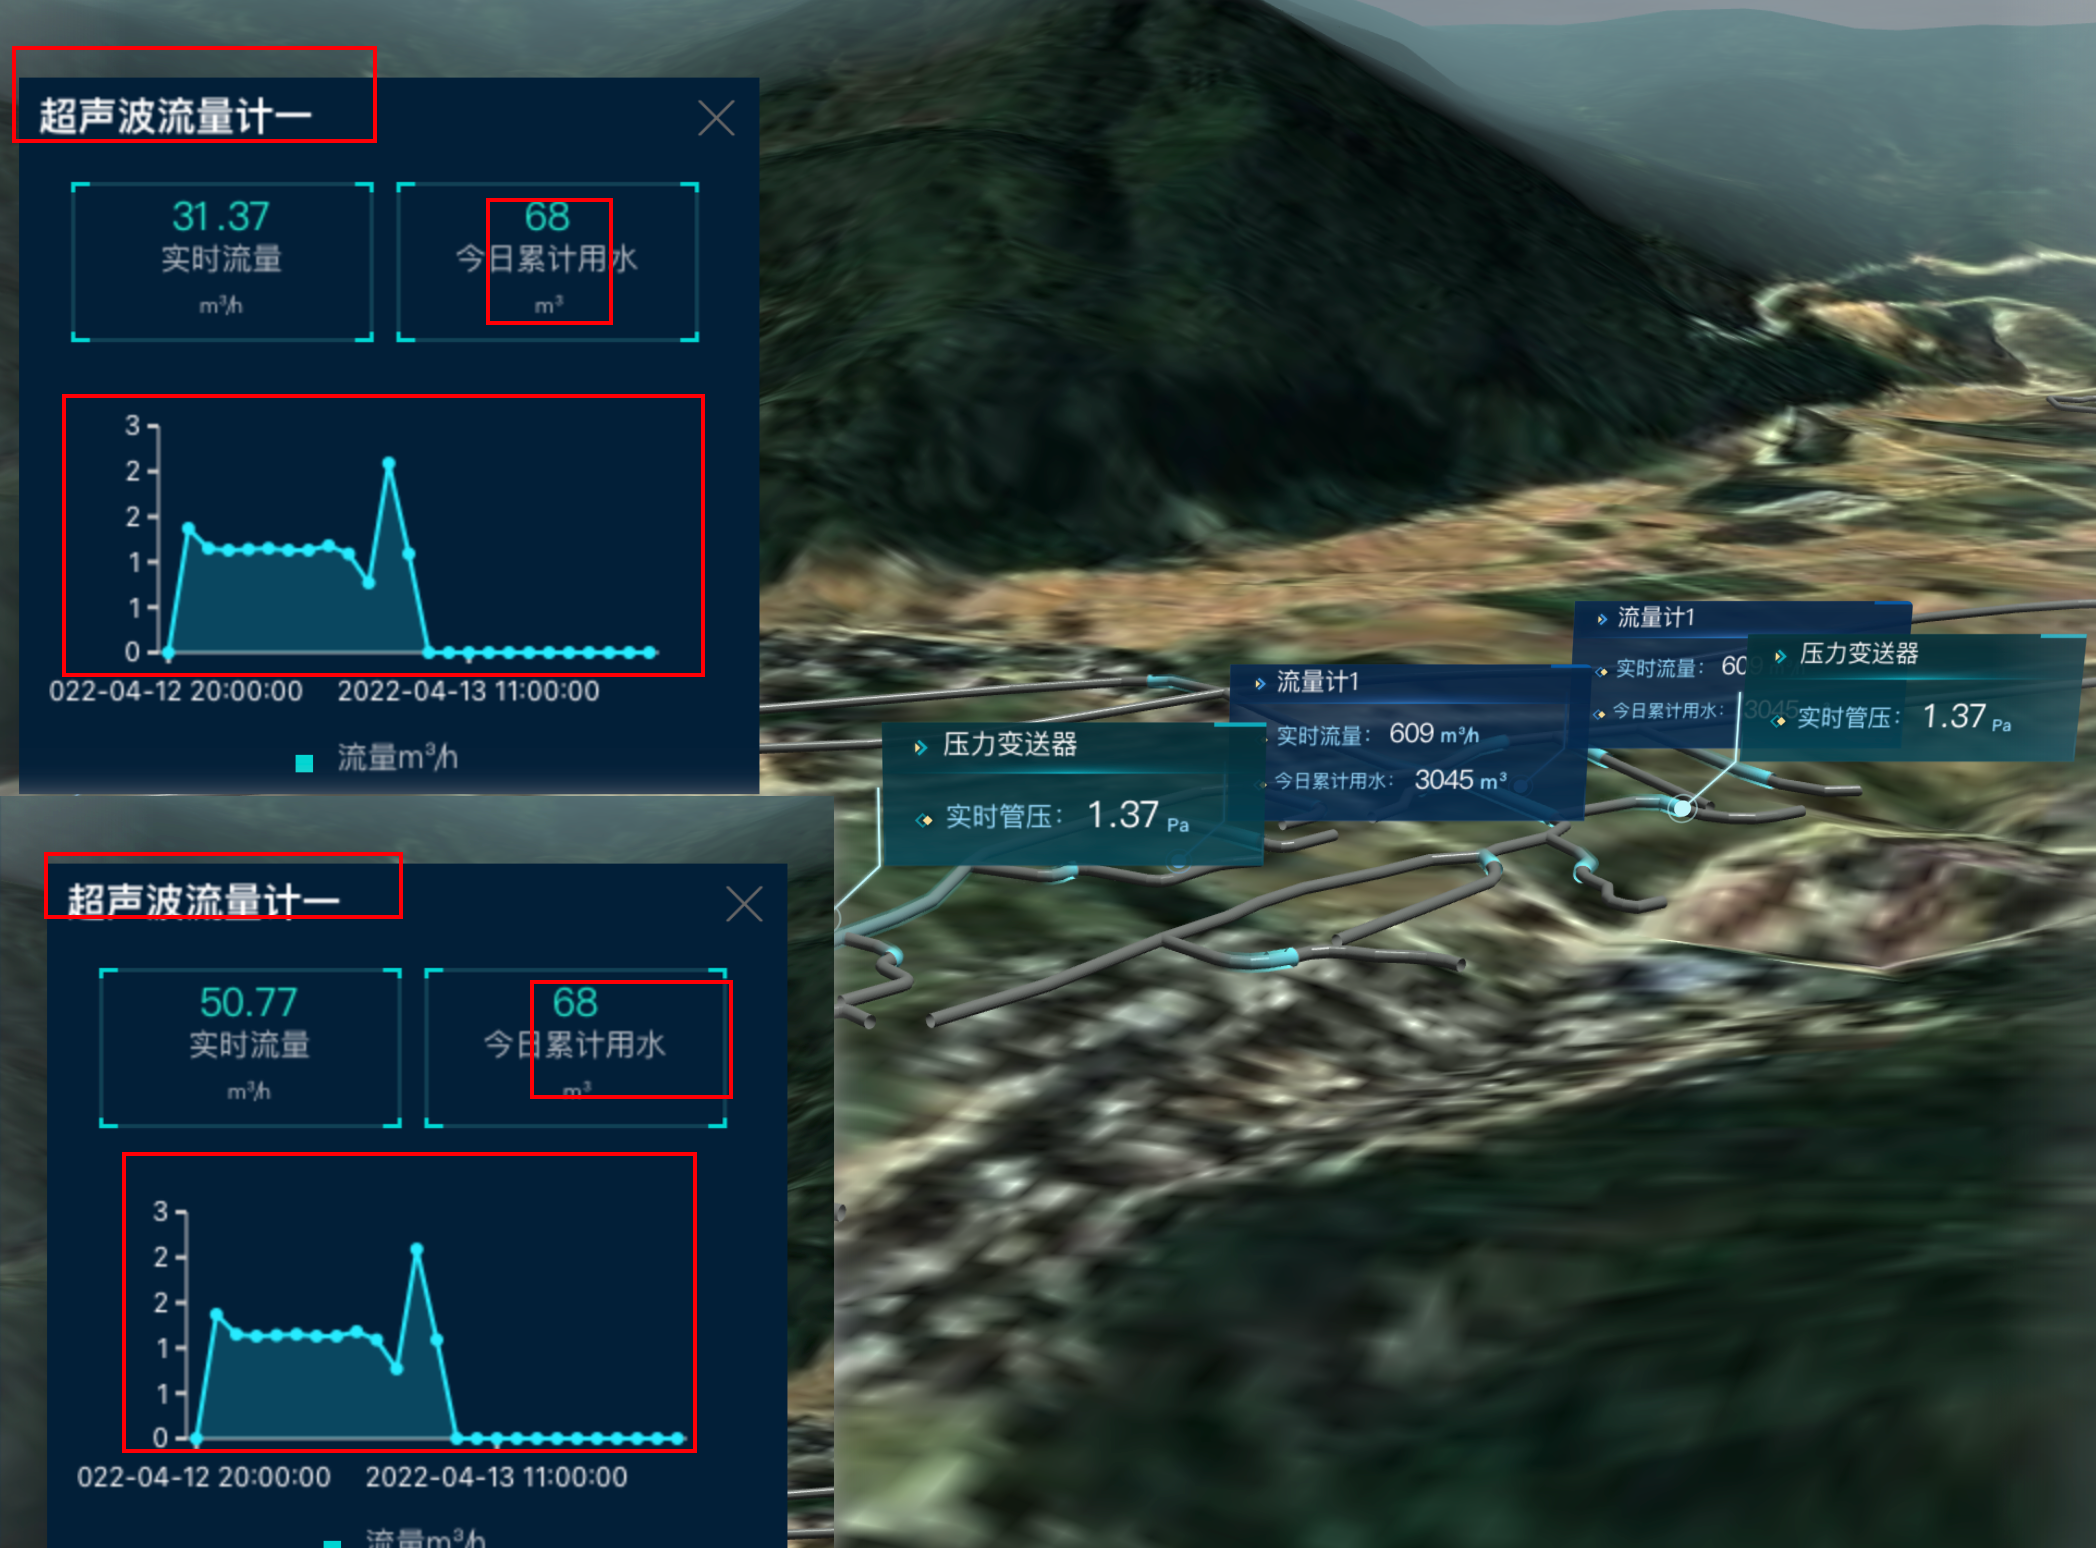 超声波流量计一
31.37
实时流量
m³/h
68
今日累计用水
m³
3
2
2
1
1
0
022-04-12 20:00:00
2022-04-13 11:00:00
流量m³/h
超声波流量计一
50.77
实时流量
m³/h
68
今日累计用水
m³
3
2
2
1
1
0
022-04-12 20:00:00
2022-04-13 11:00:00
流量m³/h
压力变送器
实时管压： 1.37 Pa
流量计1
实时流量： 609 m³/h
今日累计用水： 3045 m³
流量计1
实时流量： 609
今日累计用水： 3045
压力变送器
实时管压： 1.37 Pa